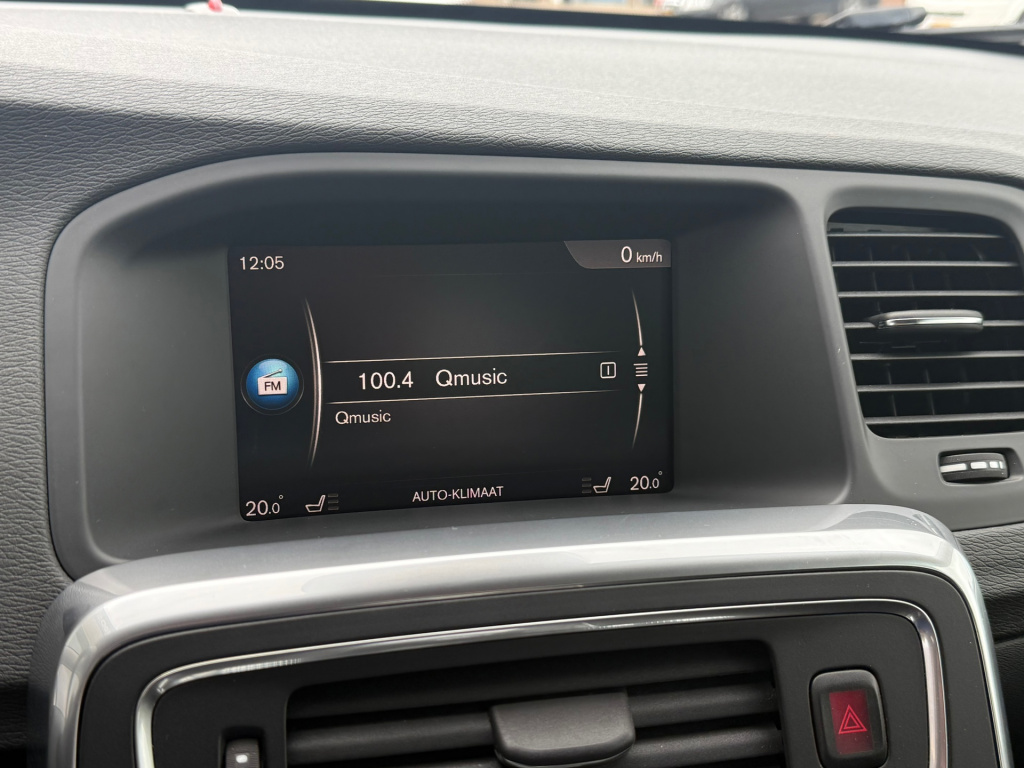 12:05
0 km/h
FM
100.4 Qmusic
Qmusic
20.0° AUTO-KLIMAAT 20.0°